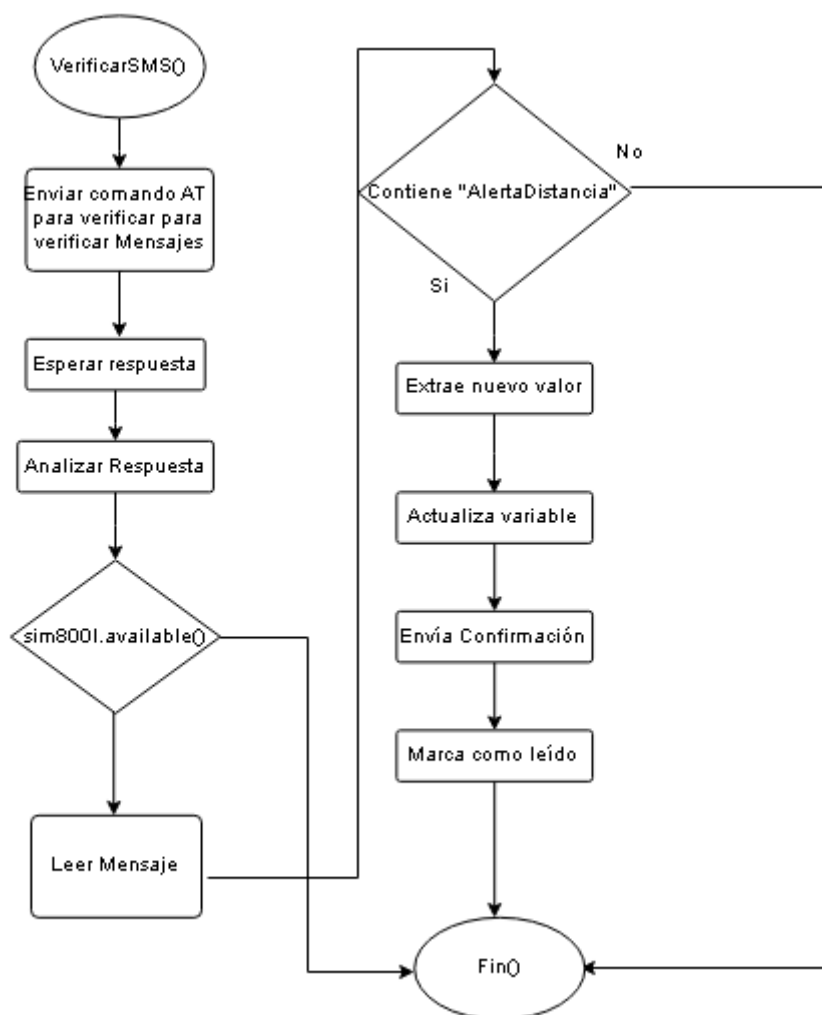 VerificarSMS()
Enviar comando AT
para verificar para
verificar Mensajes
Esperar respuesta
Analizar Respuesta
sim800l.available()
Leer Mensaje
Contiene "AlertaDistancia"
No
Si
Extrae nuevo valor
Actualiza variable
Envía Confirmación
Marca como leído
Fin()